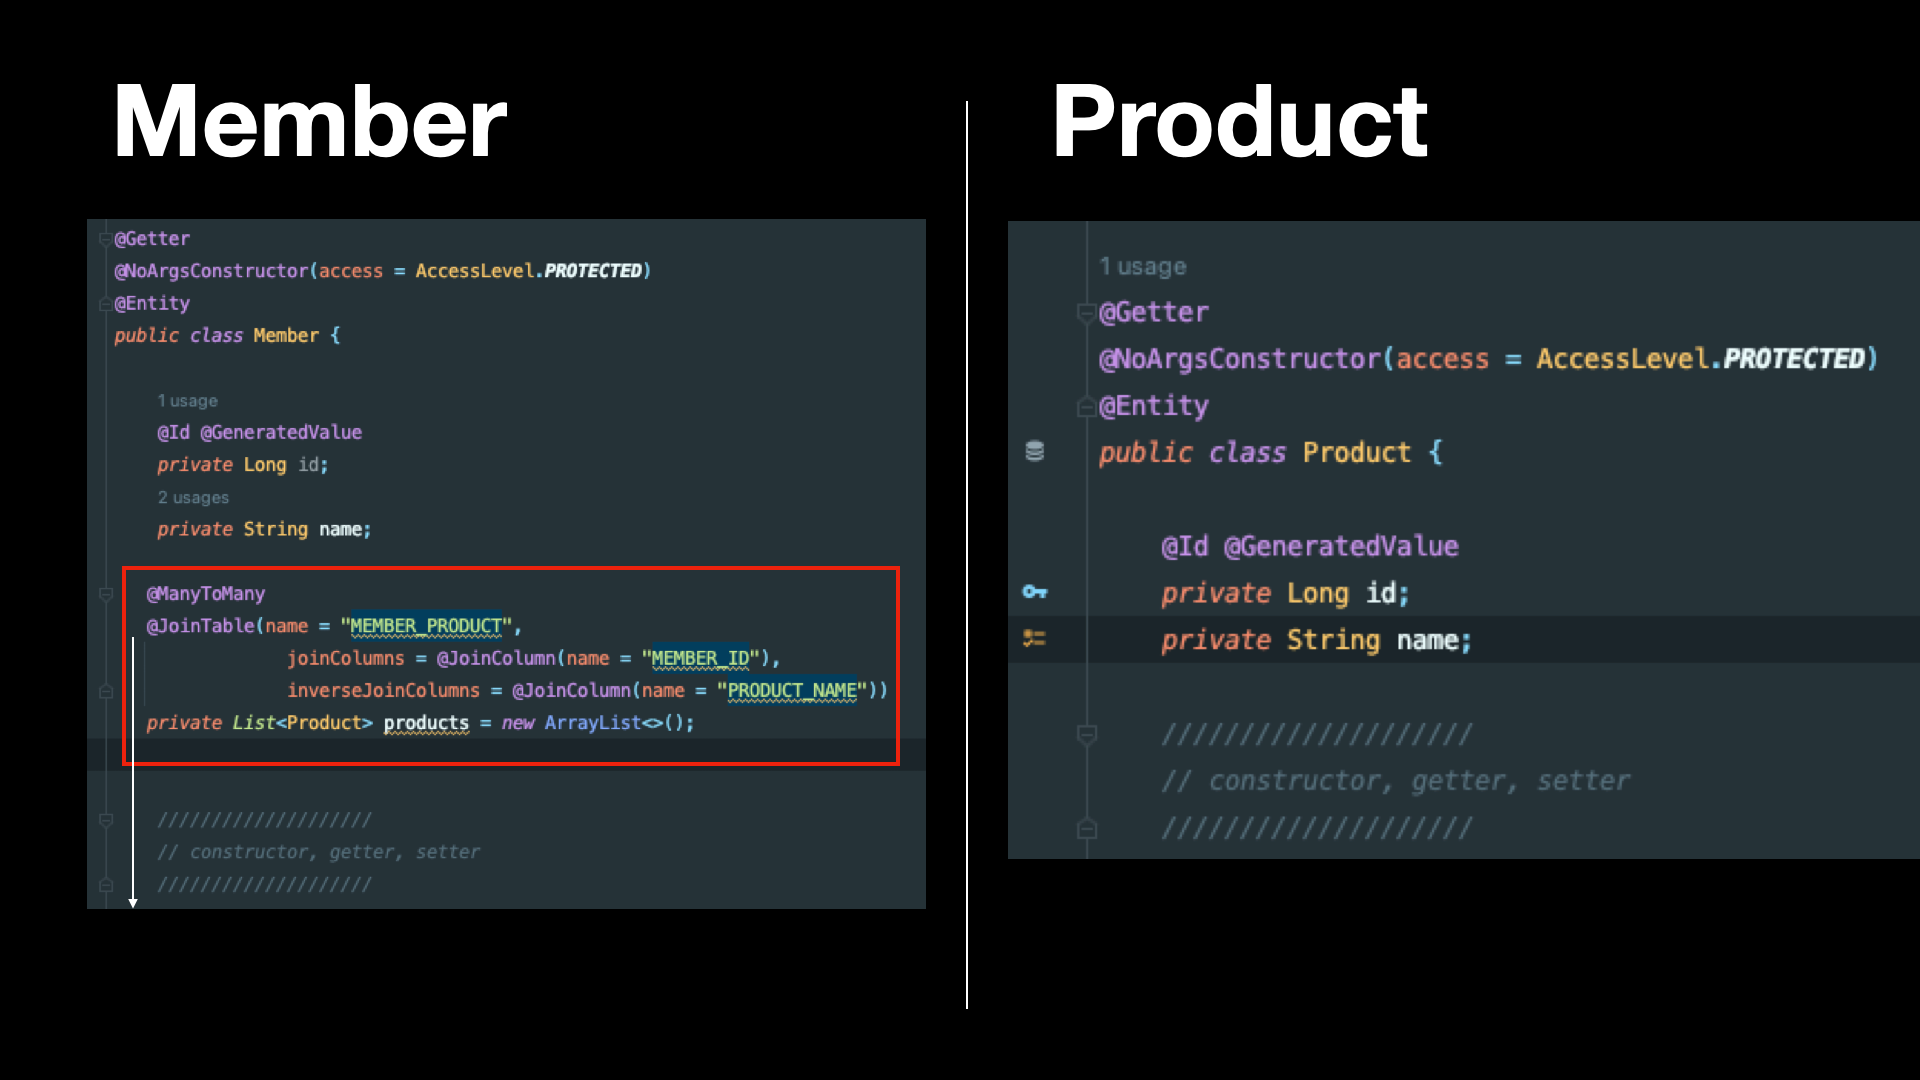 Member
@Getter
@NoArgsConstructor(access = AccessLevel.PROTECTED)
@Entity
public class Member {
1 usage
@Id @GeneratedValue
private Long id;
2 usages
private String name;
@ManyToMany
@JoinTable(name = "MEMBER_PRODUCT",
joinColumns = @JoinColumn(name = "MEMBER_ID"),
inverseJoinColumns = @JoinColumn(name = "PRODUCT_NAME"))
private List<Product> products = new ArrayList<>();
////////////////////
// constructor, getter, setter
////////////////////
Product
1 usage
@Getter
@NoArgsConstructor(access = AccessLevel.PROTECTED)
@Entity
public class Product {
@Id @GeneratedValue
private Long id;
private String name;
////////////////////
// constructor, getter, setter
////////////////////